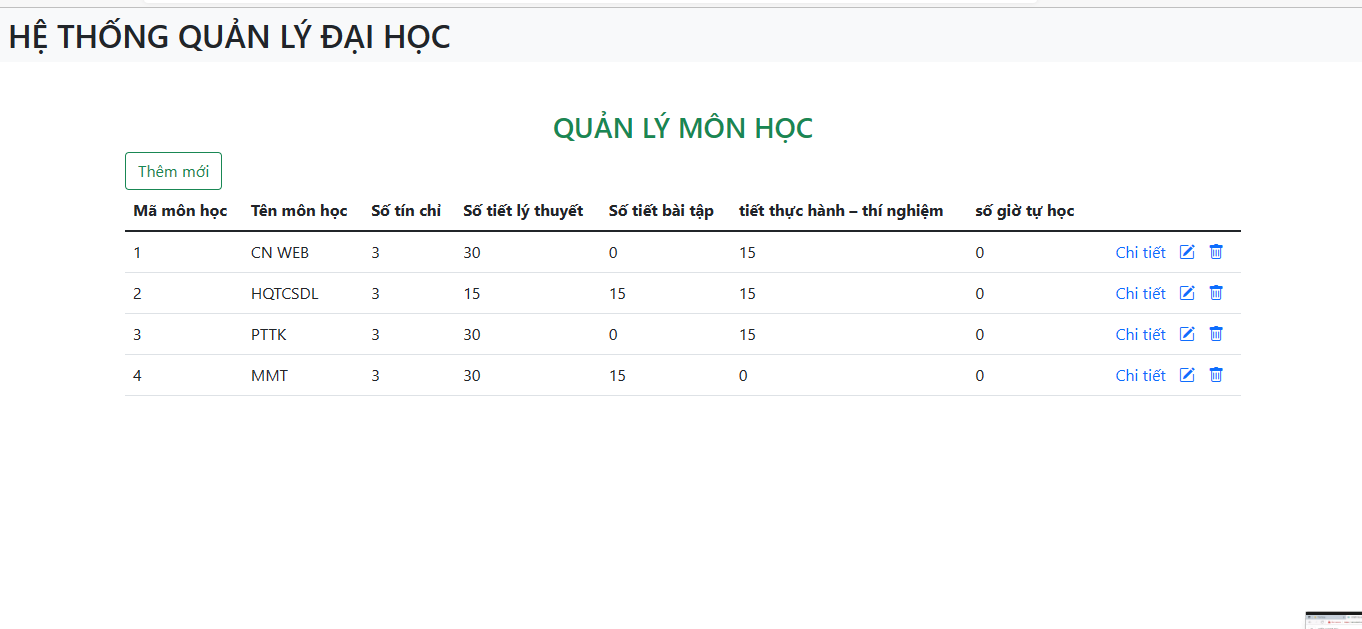 HỆ THỐNG QUẢN LÝ ĐẠI HỌC
QUẢN LÝ MÔN HỌC
Thêm mới
Mã môn học Tên môn học Số tín chỉ Số tiết lý thuyết Số tiết bài tập tiết thực hành – thí nghiệm số giờ tự học
1 CN WEB 3 30 0 15 0 Chi tiết
2 HQTCSDL 3 15 15 15 0 Chi tiết
3 PTTK 3 30 0 15 0 Chi tiết
4 MMT 3 30 15 0 0 Chi tiết